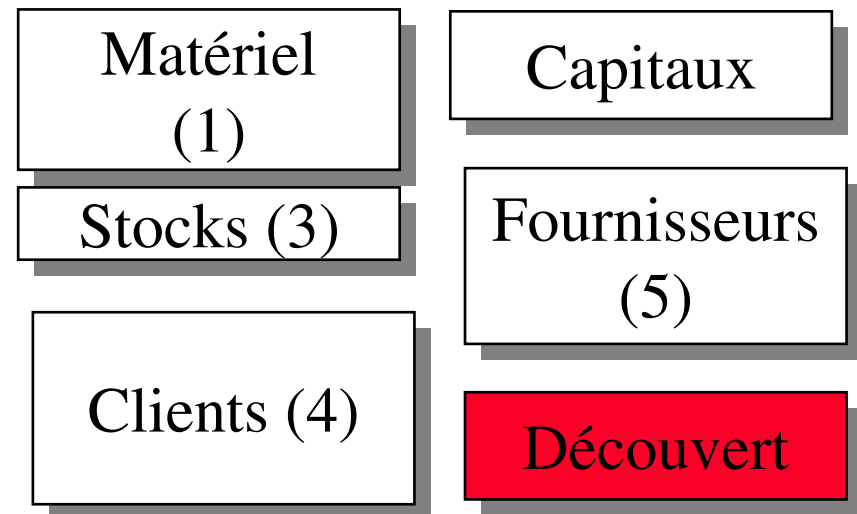 Matériel
(1)
Stocks (3)
Clients (4)
Capitaux
Fournisseurs
(5)
Découvert